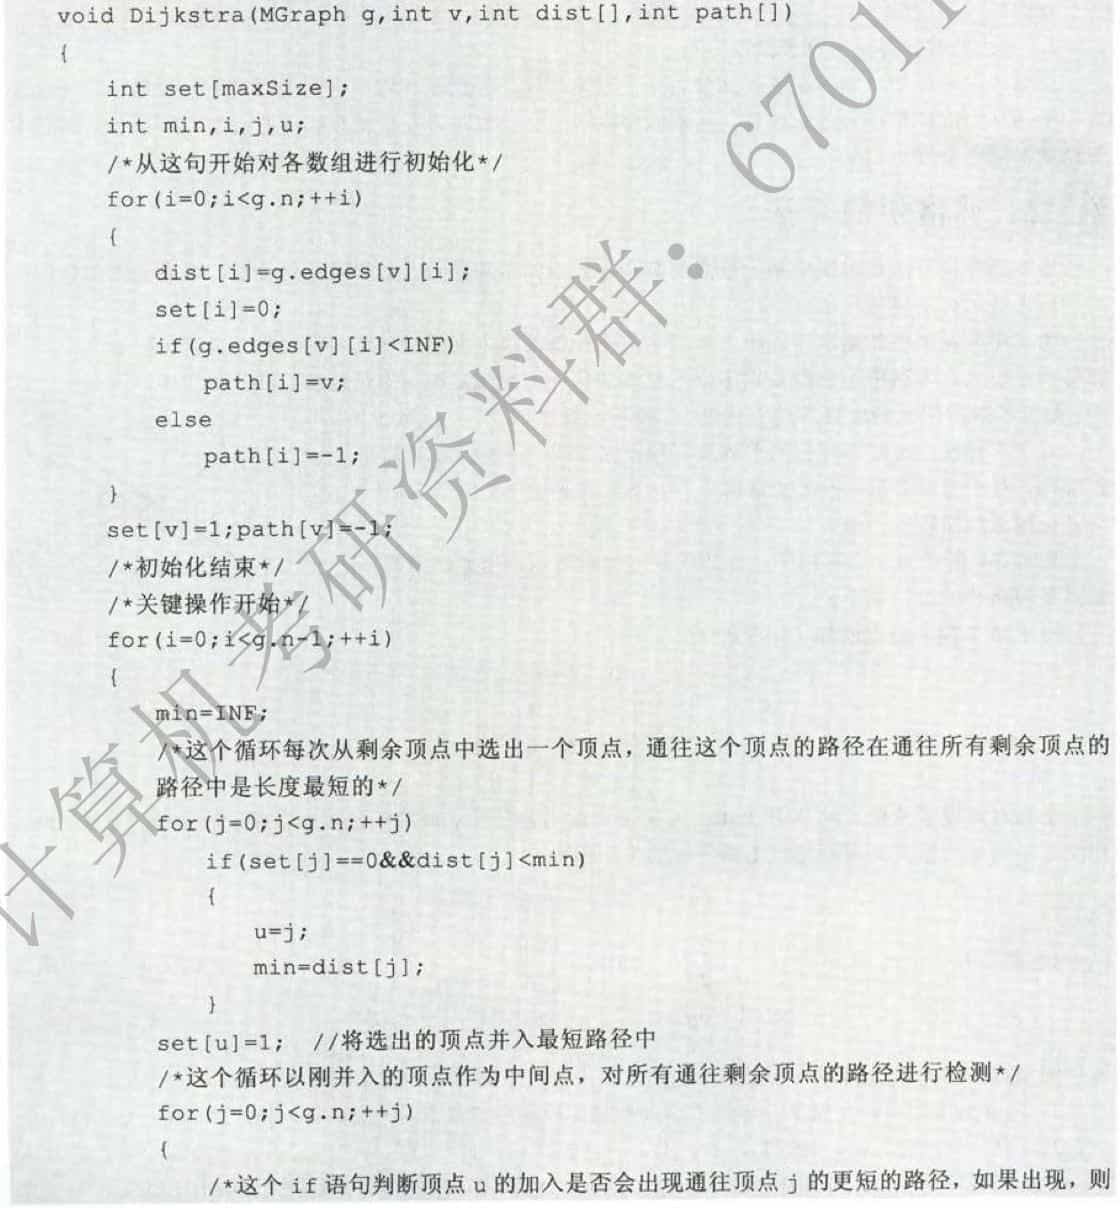 void Dijkstra(MGraph g,int v,int dist[],int path[])
{
int set[maxSize];
int min,i,j,u;
/*从这句开始对各数组进行初始化*/
for(i=0;i<g.n;++i)
{
dist[i]=g.edges[v][i];
set[i]=0;
if(g.edges[v][i]<INF)
path[i]=v;
else
path[i]=-1;
}
set[v]=1;path[v]=-1;
/*初始化结束*/
/*关键操作开始*/
for(i=0;i<g.n-1;++i)
{
min=INF;
/*这个循环每次从剩余顶点中选出一个顶点，通往这个顶点的路径在通往所有剩余顶点的
路径中是长度最短的*/
for(j=0;j<g.n;++j)
if(set[j]==0&&dist[j]<min)
{
u=j;
min=dist[j];
}
set[u]=1; //将选出的顶点并入最短路径中
/*这个循环以刚并入的顶点作为中间点，对所有通往剩余顶点的路径进行检测*/
for(j=0;j<g.n;++j)
{
/*这个 if 语句判断顶点 u 的加入是否会出现通往顶点 j 的更短的路径，如果出现，则
计算机考研资料群：6701